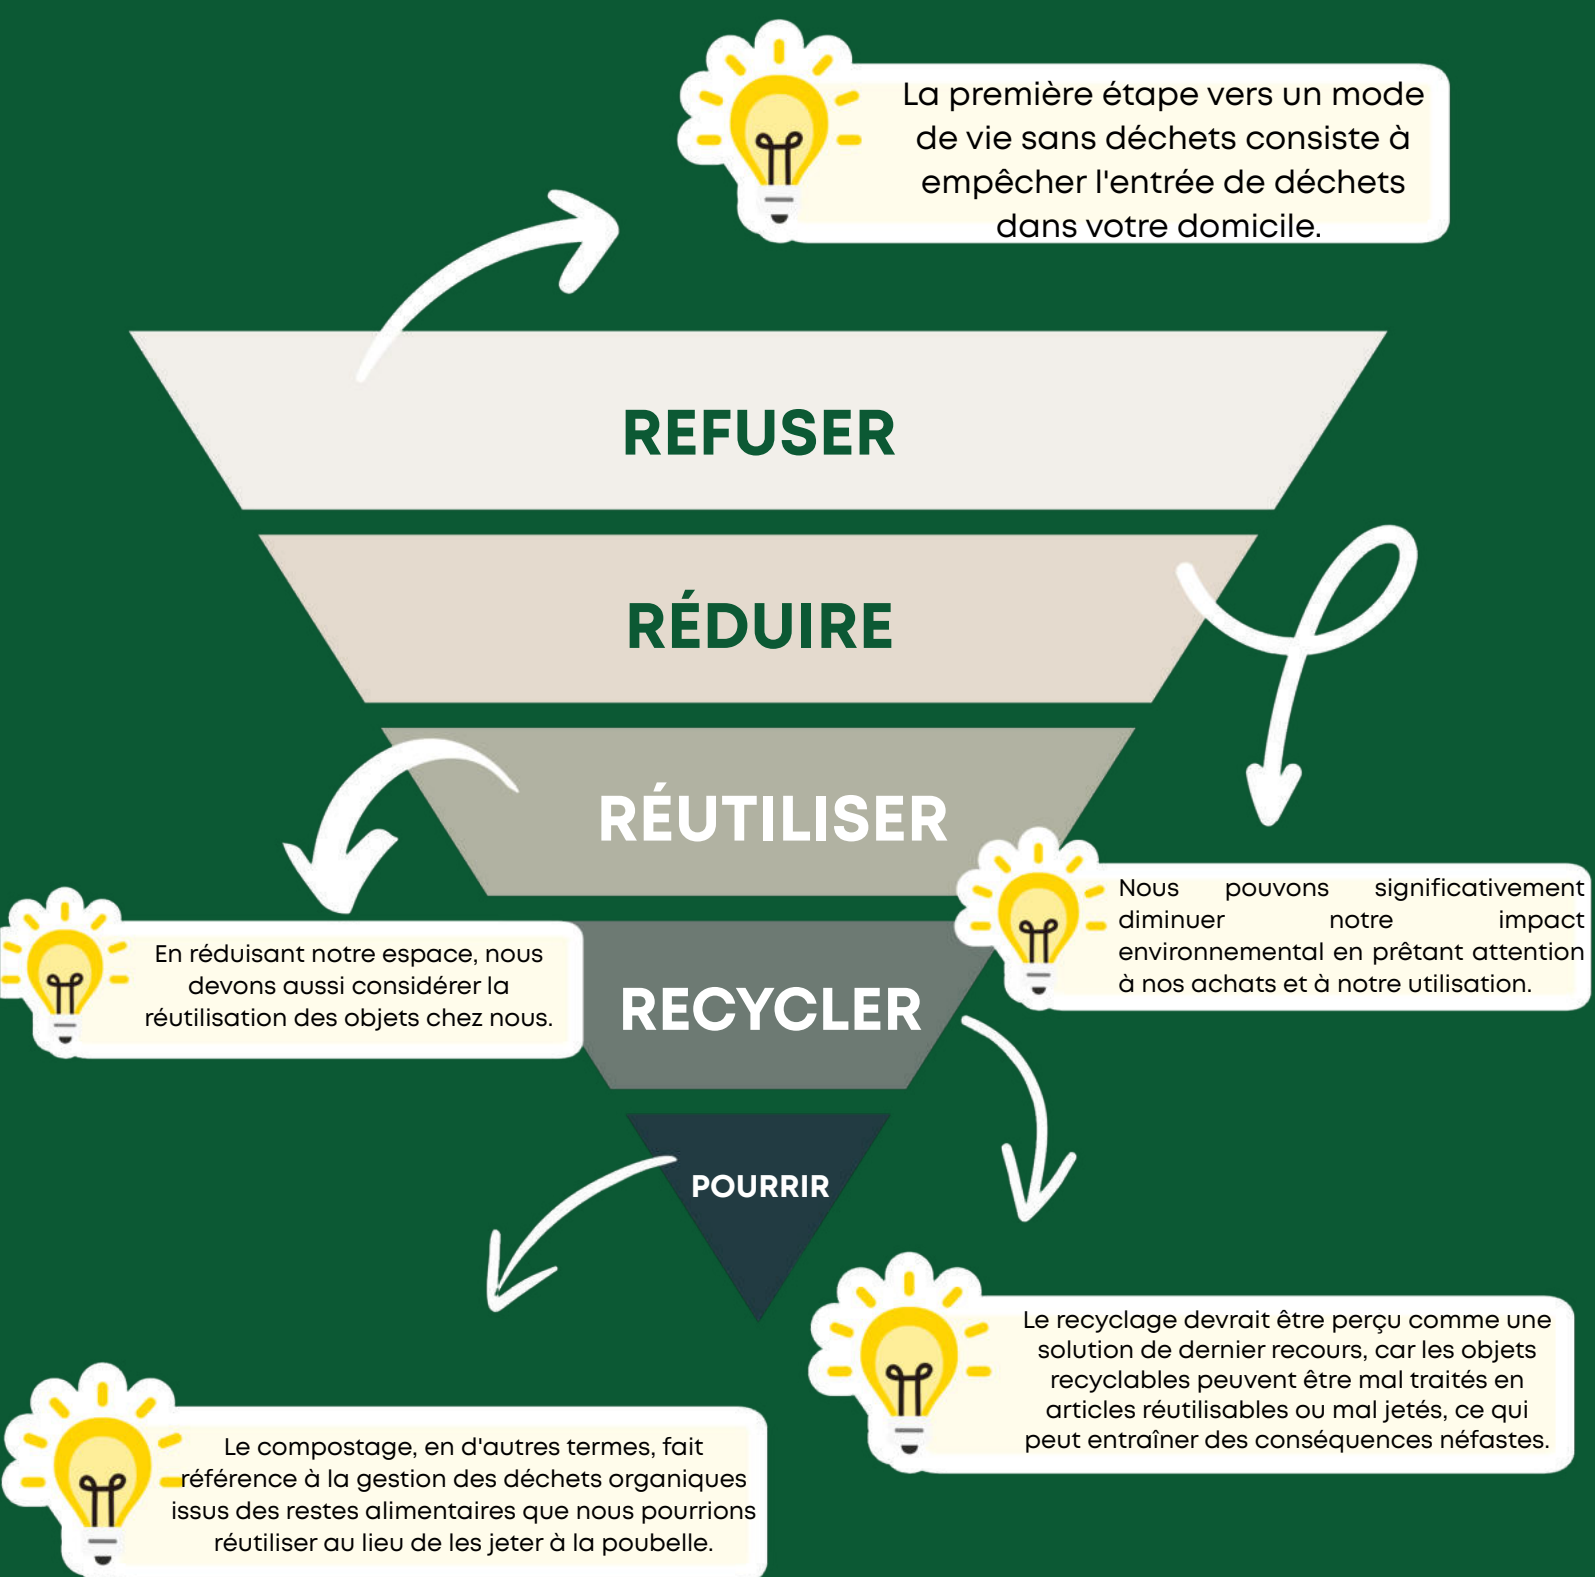 La première étape vers un mode
de vie sans déchets consiste à
empêcher l'entrée de déchets
dans votre domicile.
REFUSER
RÉDUIRE
RÉUTILISER
Nous pouvons significativement
diminuer notre impact
environnemental en prêtant attention
à nos achats et à notre utilisation.
En réduisant notre espace, nous
devons aussi considérer la
réutilisation des objets chez nous.
RECYCLER
POURRIR
Le recyclage devrait être perçu comme une
solution de dernier recours, car les objets
recyclables peuvent être mal traités en
articles réutilisables ou mal jetés, ce qui
peut entraîner des conséquences néfastes.
Le compostage, en d'autres termes, fait
référence à la gestion des déchets organiques
issus des restes alimentaires que nous pourrions
réutiliser au lieu de les jeter à la poubelle.